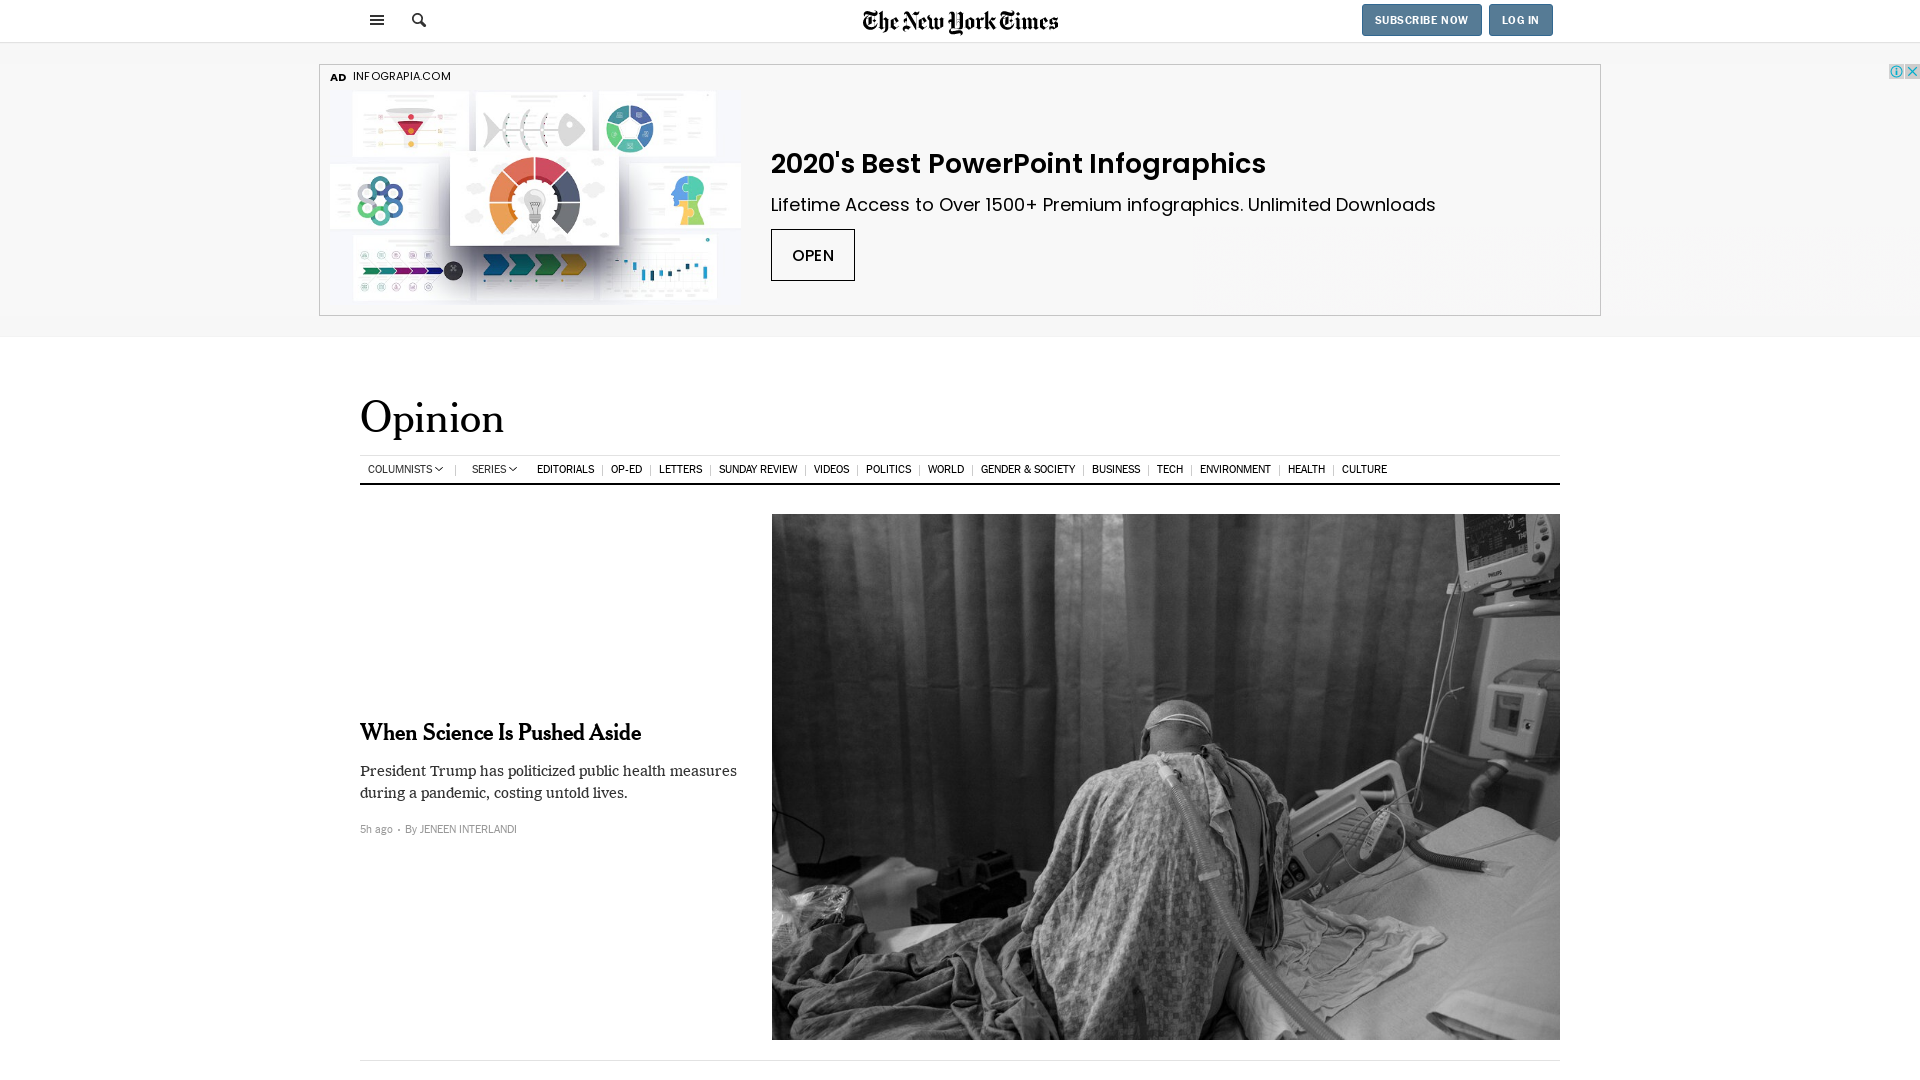 The New York Times
SUBSCRIBE NOW
LOG IN
AD INFOGRAPIA.COM
2020's Best PowerPoint Infographics
Lifetime Access to Over 1500+ Premium infographics. Unlimited Downloads
OPEN
Opinion
COLUMNISTS SERIES EDITORIALS OP-ED LETTERS SUNDAY REVIEW VIDEOS POLITICS WORLD GENDER & SOCIETY BUSINESS TECH ENVIRONMENT HEALTH CULTURE
When Science Is Pushed Aside
President Trump has politicized public health measures
during a pandemic, costing untold lives.
5h ago • By JENEEN INTERLANDI
PHILIPS
20